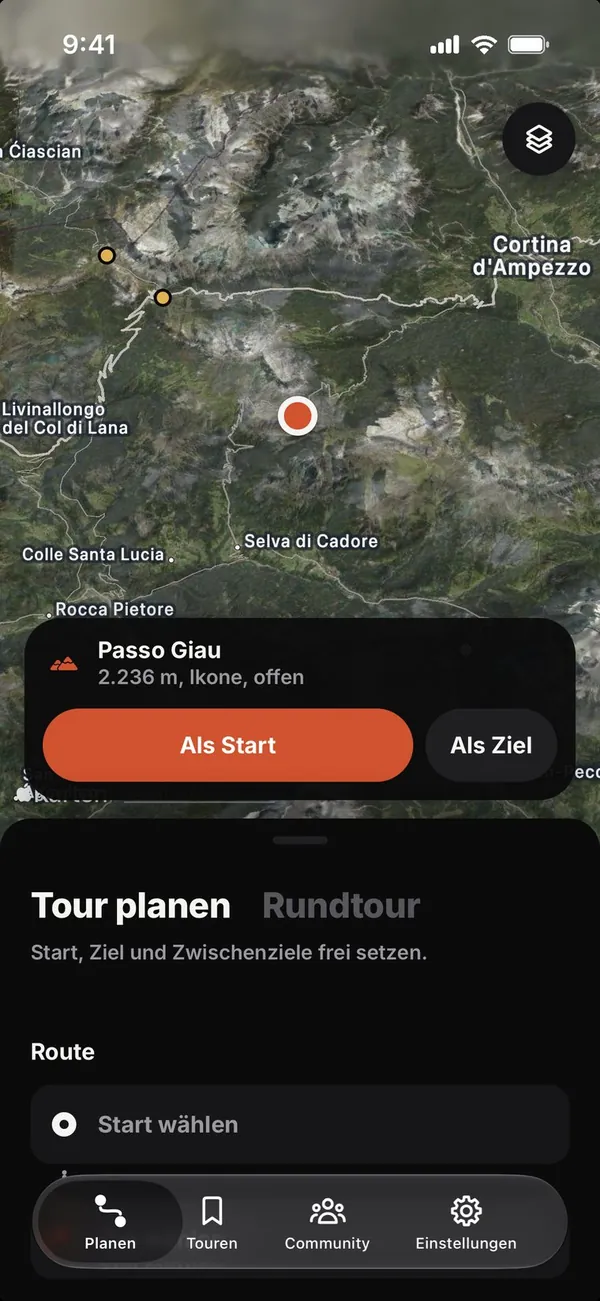 9:41
Ćiascian
Cortina
d'Ampezzo
Livinallongo
del Col di Lana
Selva di Cadore
Colle Santa Lucia
Rocca Pietore
Passo Giau
2.236 m, Ikone, offen
Als Start
Als Ziel
Tour planen
Rundtour
Start, Ziel und Zwischenziele frei setzen.
Route
Start wählen
Planen
Touren
Community
Einstellungen